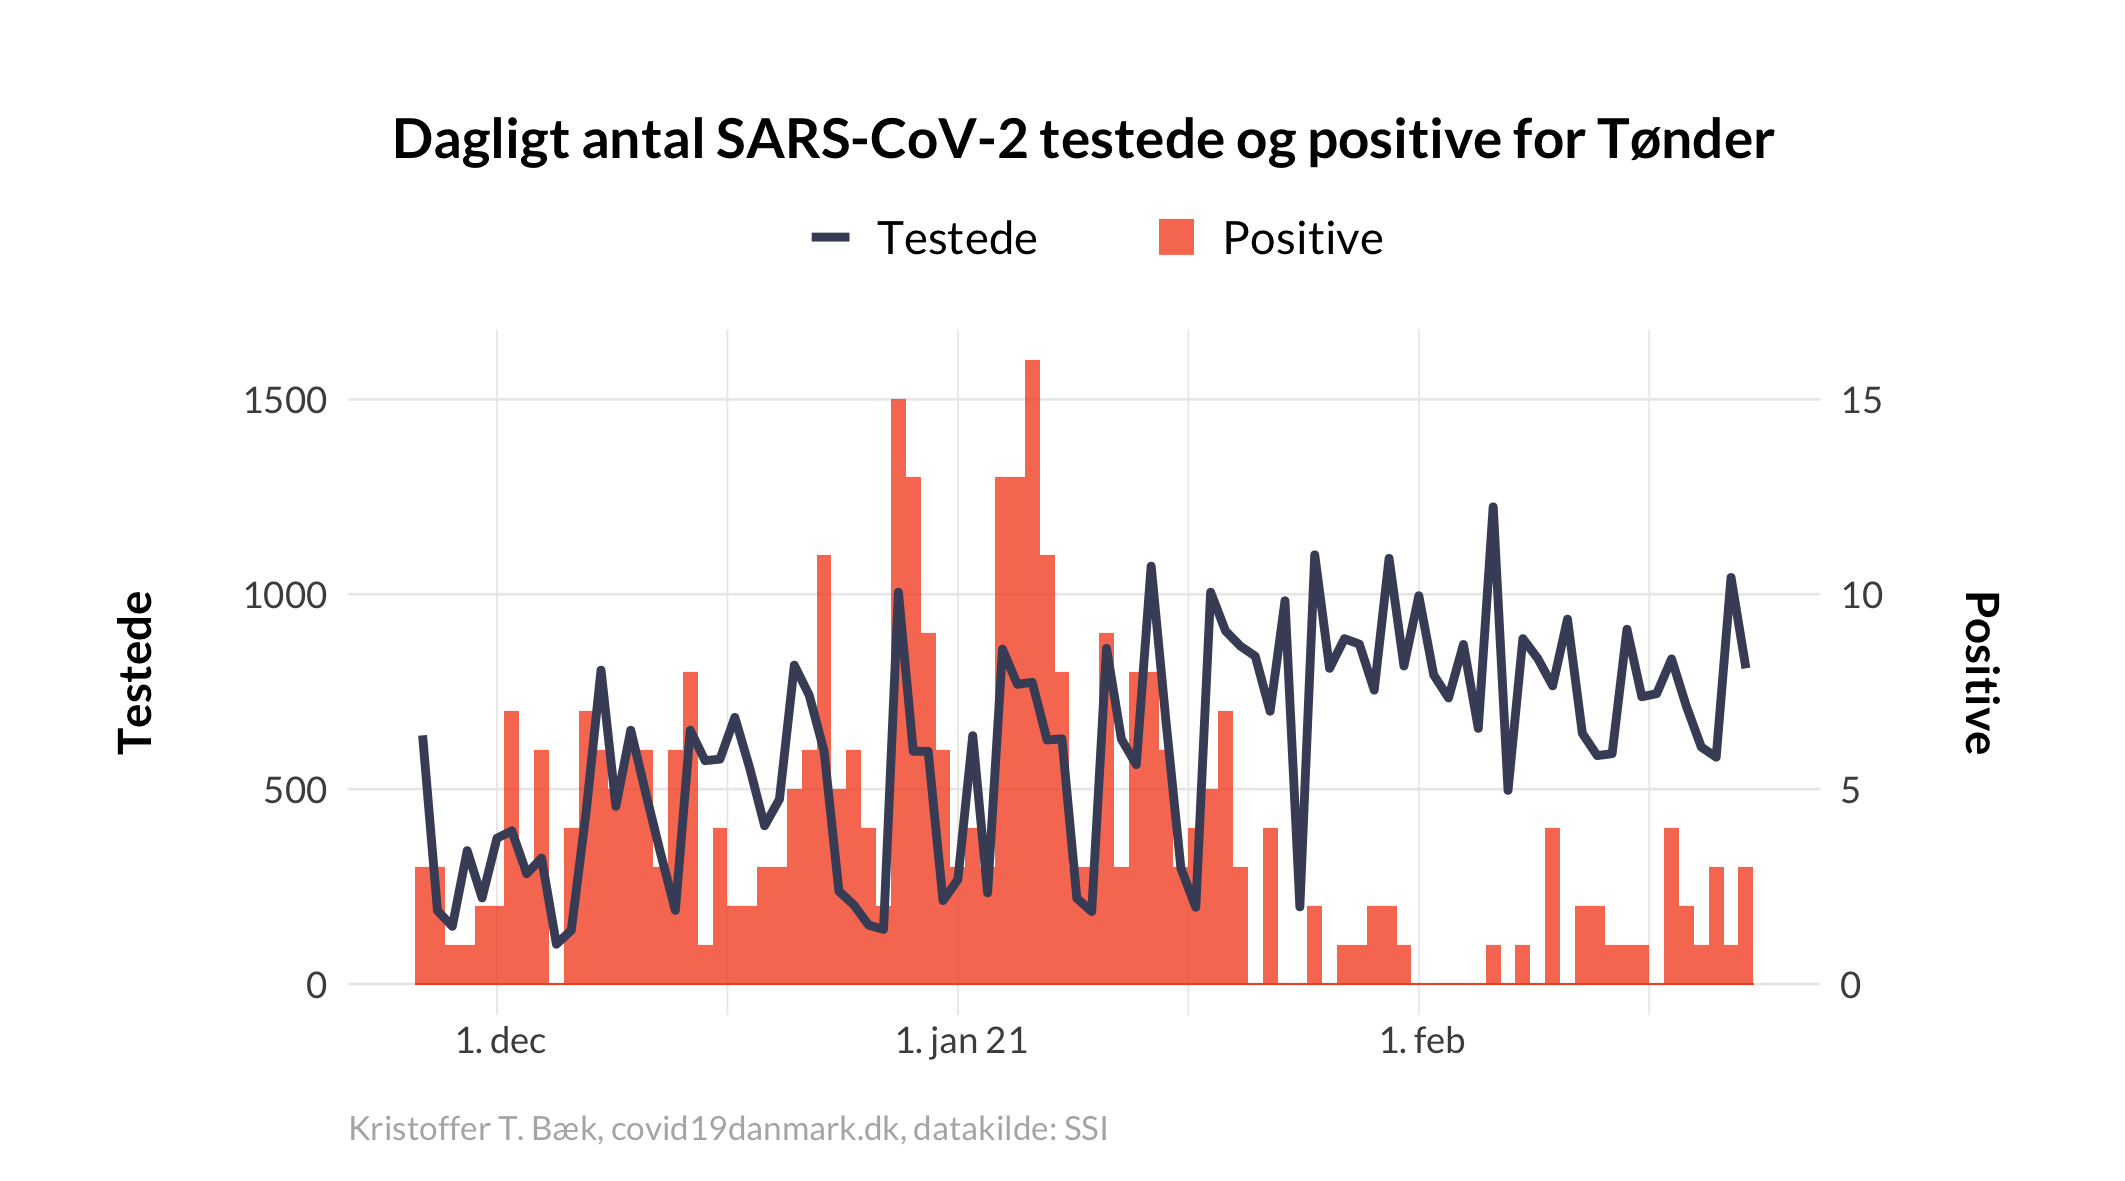 Dagligt antal SARS-CoV-2 testede og positive for Tønder
Testede
Positive
1500
1000
500
0
15
10
5
0
Testede
Positive
1. dec
1. jan 21
1. feb
Kristoffer T. Bæk, covid19danmark.dk, datakilde: SSI